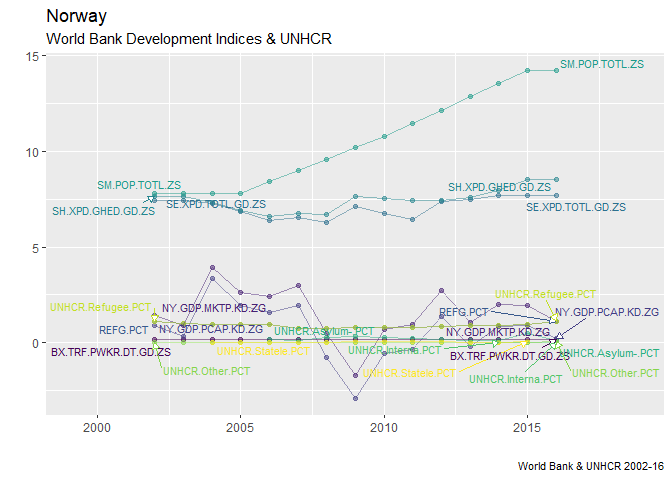 Norway
World Bank Development Indices & UNHCR
15
SM.POP.TOTL.ZS
10
SM.POP.TOTL.ZS
SH.XPD.GHED.GD.ZS
SE.XPD.TOTL.GD.ZS
SH.XPD.GHED.GD.ZS
SE.XPD.TOTL.GD.ZS
5
UNHCR.Refugee.PCT
UNHCR.Refugee.PCT
NY.GDP.MKTP.KD.ZG
REFG.PCT
NY.GDP.PCAP.KD.ZG
REFG.PCT
NY.GDP.PCAP.KD.ZG
UNHCR.Asylum-.PCT
NY.GDP.MKTP.KD.ZG
0
BX.TRF.PWKR.DT.GD.ZS
UNHCR.Statele.PCT
UNHCR.Interna.PCT
BX.TRF.PWKR.DT.GD.ZS
UNHCR.Asylum-.PCT
UNHCR.Other.PCT
UNHCR.Statele.PCT
UNHCR.Interna.PCT
UNHCR.Other.PCT
2000
2005
2010
2015
World Bank & UNHCR 2002-16